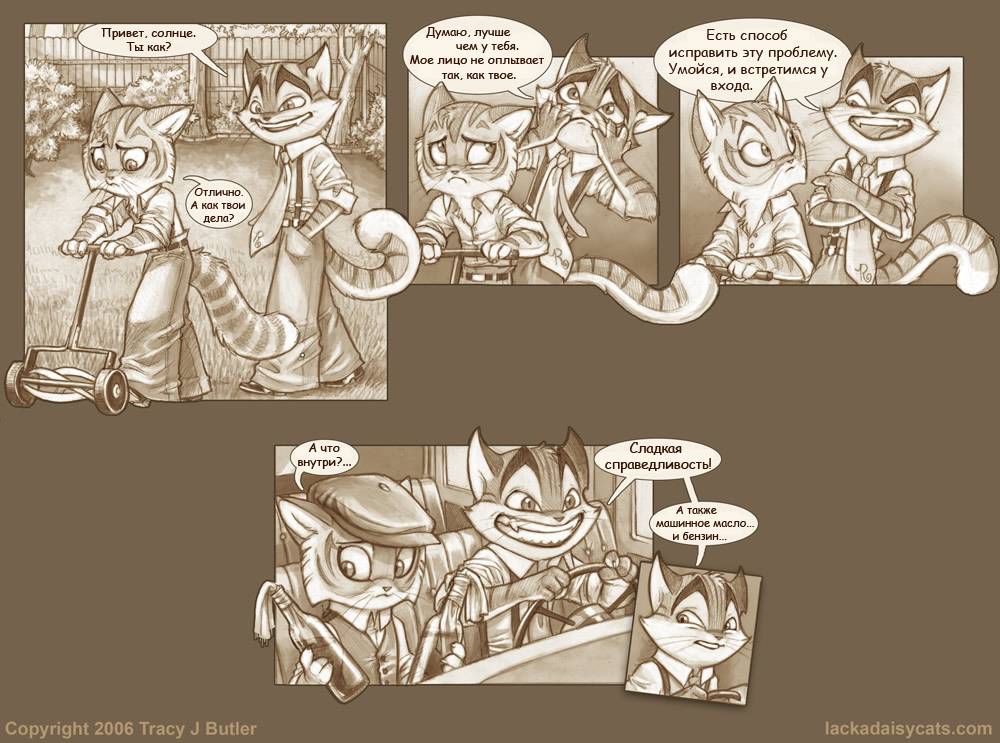 Привет, солнце.
Ты как?
Отлично.
А как твои
дела?
Думаю, лучше
чем у тебя.
Мое лицо не оплывает
так, как твое.
Есть способ
исправить эту проблему.
Умойся, и встретимся у
входа.
А что
внутри?...
Сладкая
справедливость!
А также
машинное масло...
и бензин...
Copyright 2006 Tracy J Butler
lackadaisycats.com